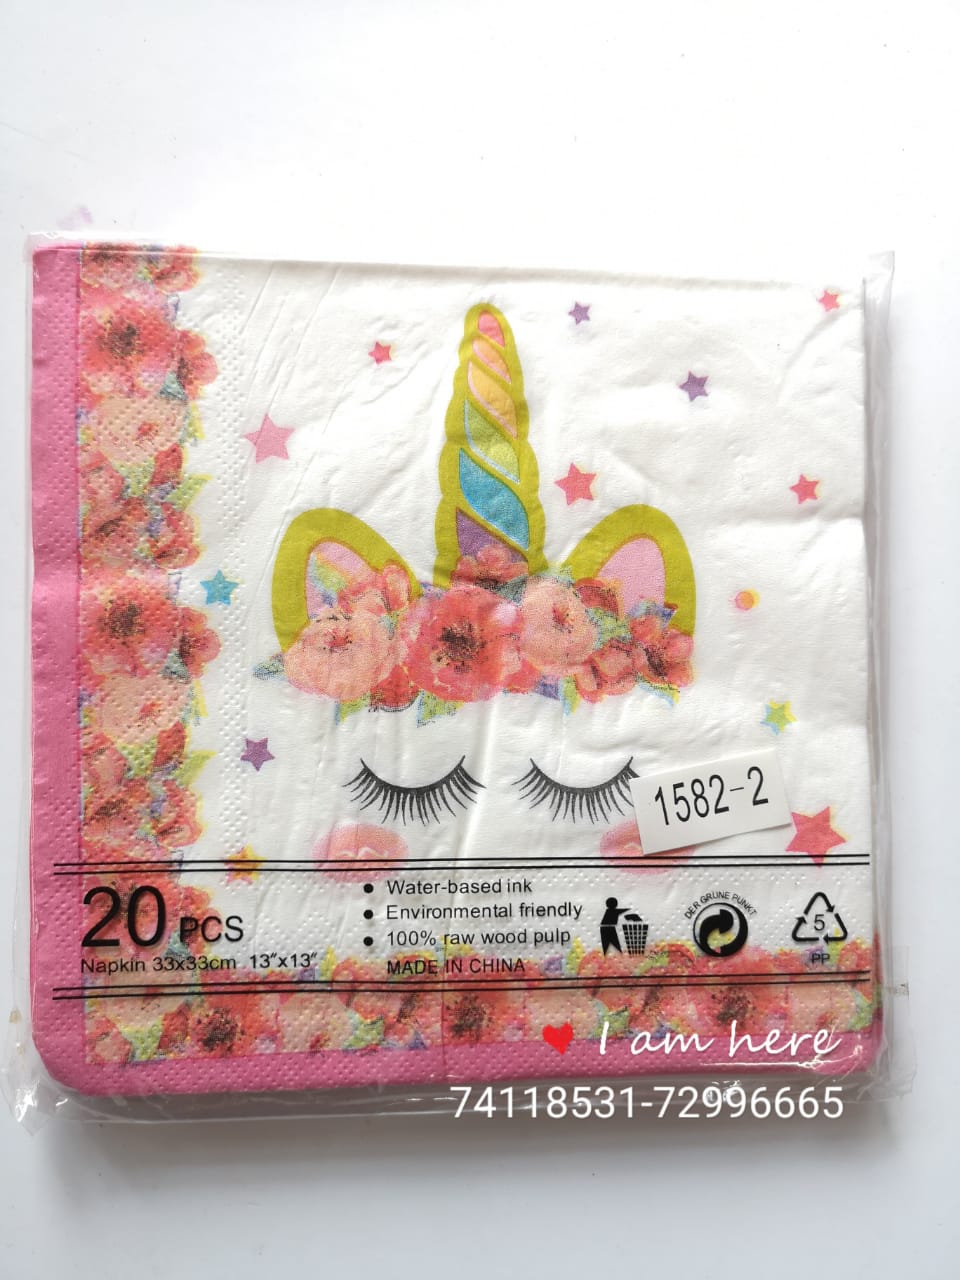 1582-2
20 PCS
Napkin 33x33cm 13"x13"
● Water-based ink
● Environmental friendly
● 100% raw wood pulp
MADE IN CHINA
DER GRÜNE PUNKT
5
PP
I am here
74118531-72996665